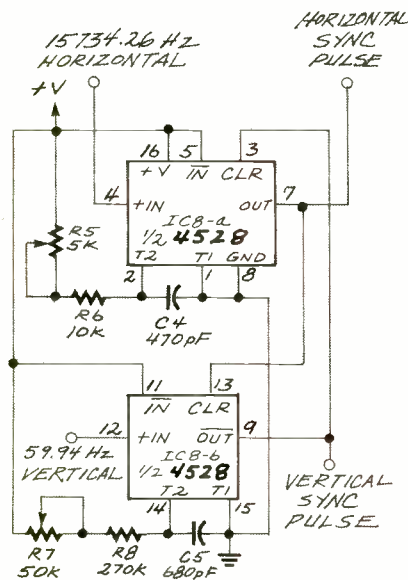 15734.26 Hz
HORIZONTAL
HORIZONTAL
SYNC
PULSE
+V
16 5 3
+V IN CLR
4 +IN OUT 7
IC8-a
1/2 4528
T2 T1 GND
2 1 8
R5
5K
R6
10K
C4
470pF
11 13
IN CLR
12 +IN OUT 9
59.94 Hz
VERTICAL
IC8-b
1/2 4528
T2 T1
14 15
R7
50K
R8
270K
C5
680pF
VERTICAL
SYNC
PULSE